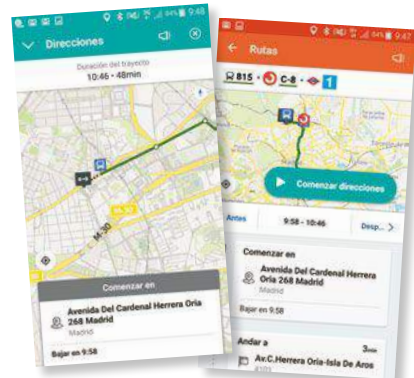 84% 9:48
Direcciones
Duración del trayecto
10:46 - 48min
M-30
Comenzar en
Avenida Del Cardenal Herrera Oria
268 Madrid
Madrid
Bajar en 9:58
84% 9:47
Rutas
815 · C-8 · 1
Comenzar direcciones
Antes
9:58 - 10:46
Desp...
Comenzar en
Avenida Del Cardenal Herrera
Oria 268 Madrid
Madrid
Bajar en 9:58
Andar a
3min
Av.C.Herrera Oria-Isla De Aros